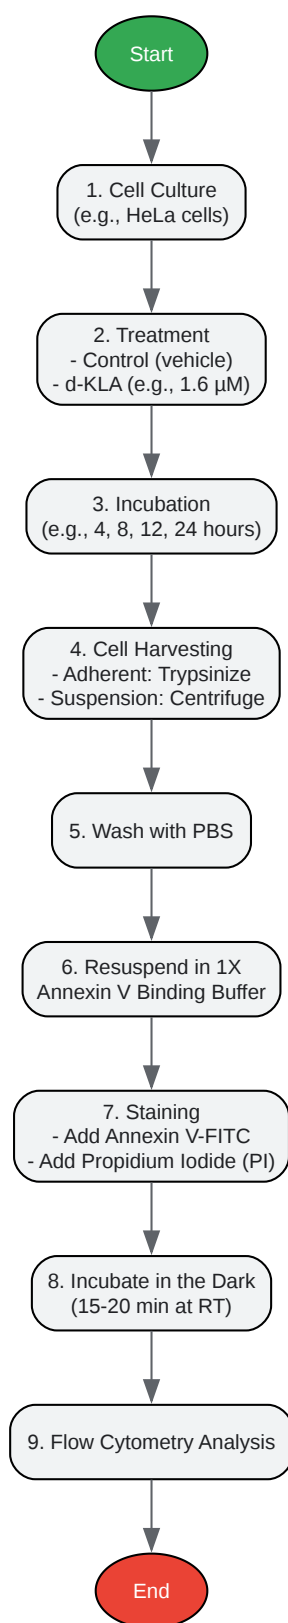 Start
1. Cell Culture
(e.g., HeLa cells)
2. Treatment
- Control (vehicle)
- d-KLA (e.g., 1.6 µM)
3. Incubation
(e.g., 4, 8, 12, 24 hours)
4. Cell Harvesting
- Adherent: Trypsinize
- Suspension: Centrifuge
5. Wash with PBS
6. Resuspend in 1X
Annexin V Binding Buffer
7. Staining
- Add Annexin V-FITC
- Add Propidium Iodide (PI)
8. Incubate in the Dark
(15-20 min at RT)
9. Flow Cytometry Analysis
End